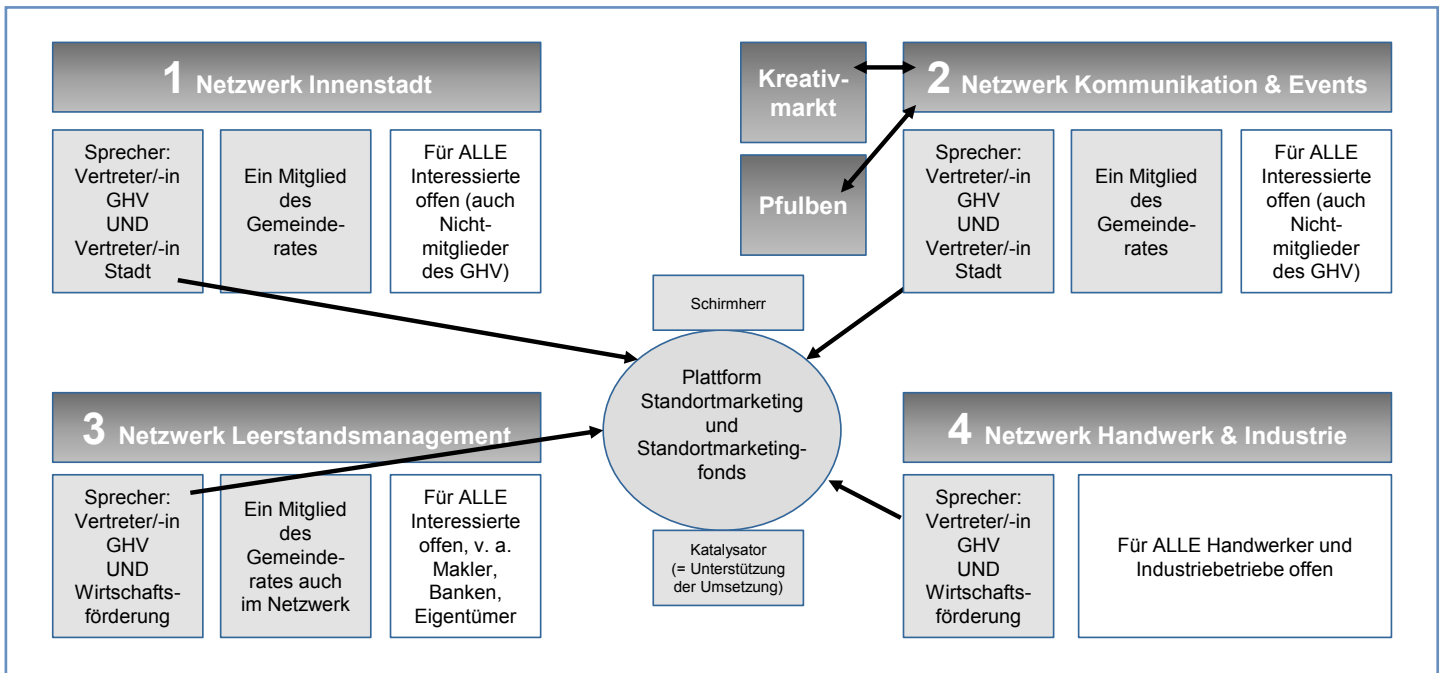 1 Netzwerk Innenstadt
Sprecher:
Vertreter/-in
GHV
UND
Vertreter/-in
Stadt
Ein Mitglied
des
Gemeinde-
rates
Für ALLE
Interessierte
offen (auch
Nicht-
mitglieder
des GHV)
Kreativ-
markt
Pfulben
2 Netzwerk Kommunikation & Events
Sprecher:
Vertreter/-in
GHV
UND
Vertreter/-in
Stadt
Ein Mitglied
des
Gemeinde-
rates
Für ALLE
Interessierte
offen (auch
Nicht-
mitglieder
des GHV)
Schirmherr
Plattform
Standortmarketing
und
Standortmarketing-
fonds
Katalysator
(= Unterstützung
der Umsetzung)
3 Netzwerk Leerstandsmanagement
Sprecher:
Vertreter/-in
GHV
UND
Wirtschafts-
förderung
Ein Mitglied
des
Gemeinde-
rates auch
im Netzwerk
Für ALLE
Interessierte
offen, v. a.
Makler,
Banken,
Eigentümer
4 Netzwerk Handwerk & Industrie
Sprecher:
Vertreter/-in
GHV
UND
Wirtschafts-
förderung
Für ALLE Handwerker und
Industriebetriebe offen